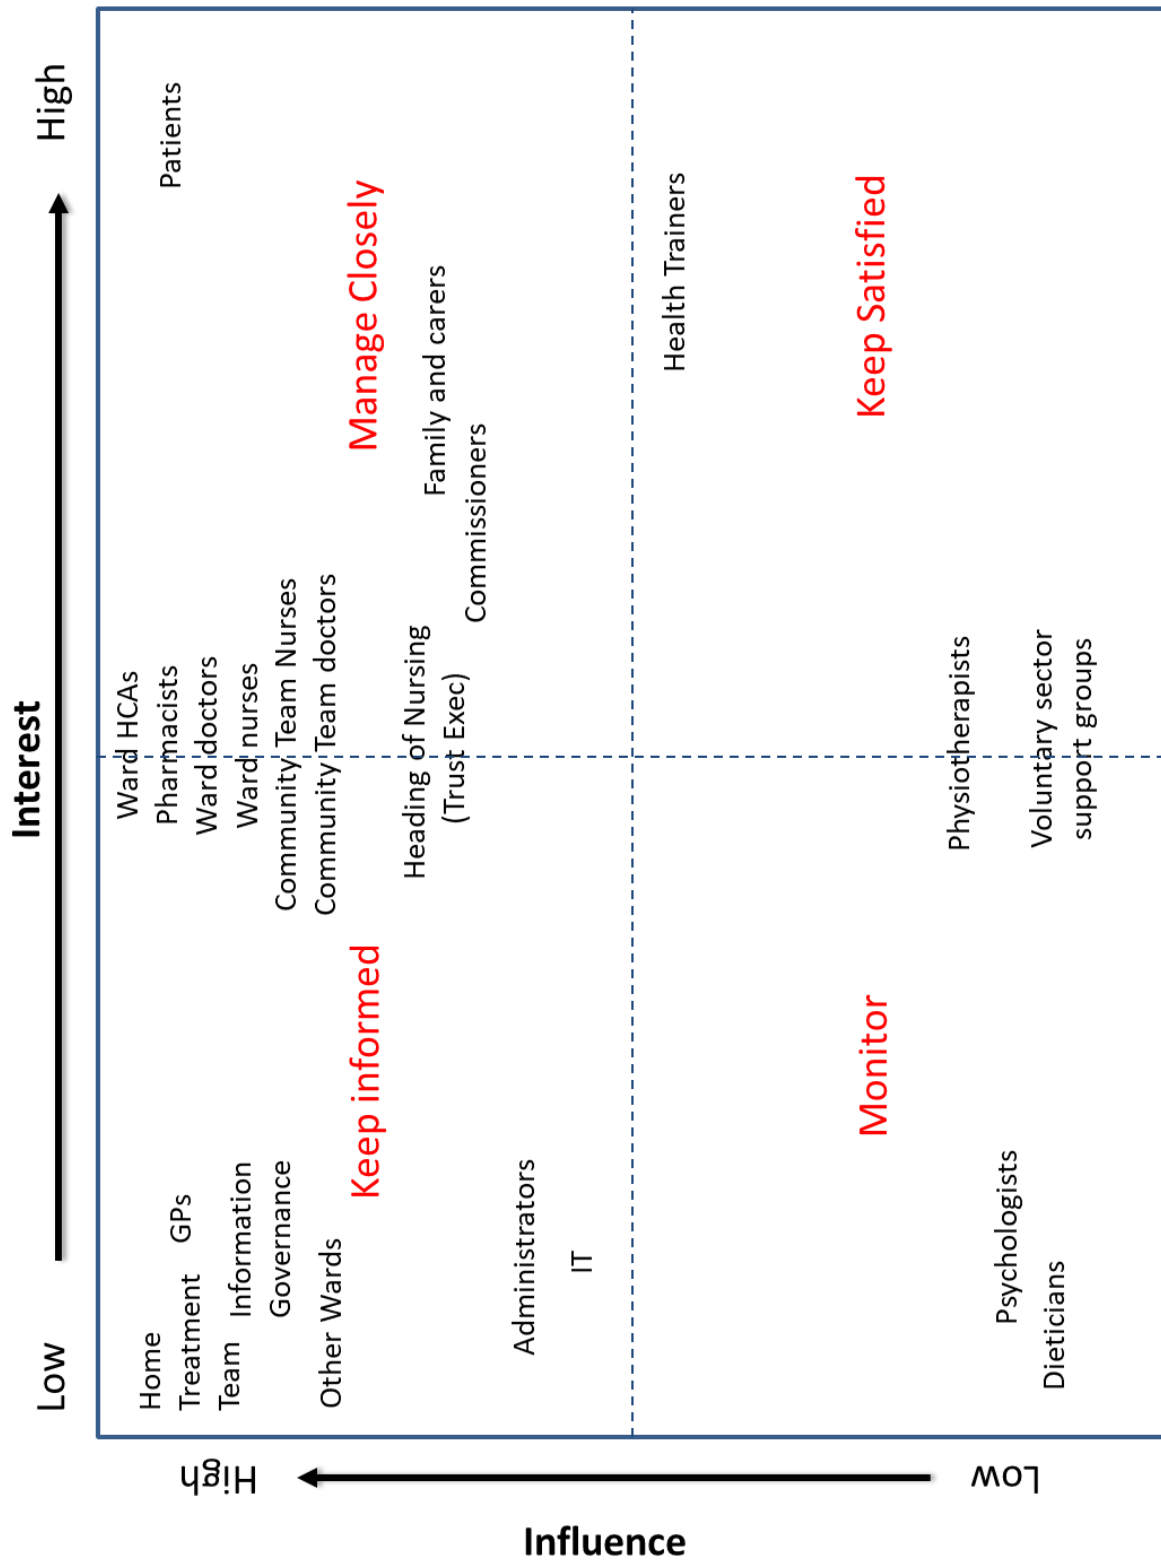 Interest
Low
High
High
Low
Influence
Home
Treatment
Team
GPs
Information
Governance
Other Wards
Keep informed
Administrators
IT
Ward HCAs
Pharmacists
Ward doctors
Ward nurses
Community Team Nurses
Community Team doctors
Heading of Nursing
(Trust Exec)
Patients
Manage Closely
Family and carers
Commissioners
Monitor
Psychologists
Dieticians
Physiotherapists
Voluntary sector
support groups
Health Trainers
Keep Satisfied